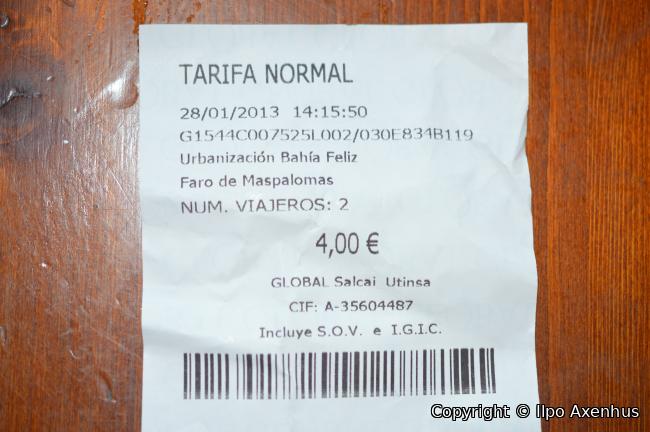 TARIFA NORMAL
28/01/2013 14:15:50
G1544C007525L002/030E834B119
Urbanización Bahía Feliz
Faro de Maspalomas
NUM. VIAJEROS: 2
4,00 €
GLOBAL Salcai Utinsa
CIF: A-35604487
Incluye S.O.V. e I.G.I.C.
Copyright © Ilpo Axenhus